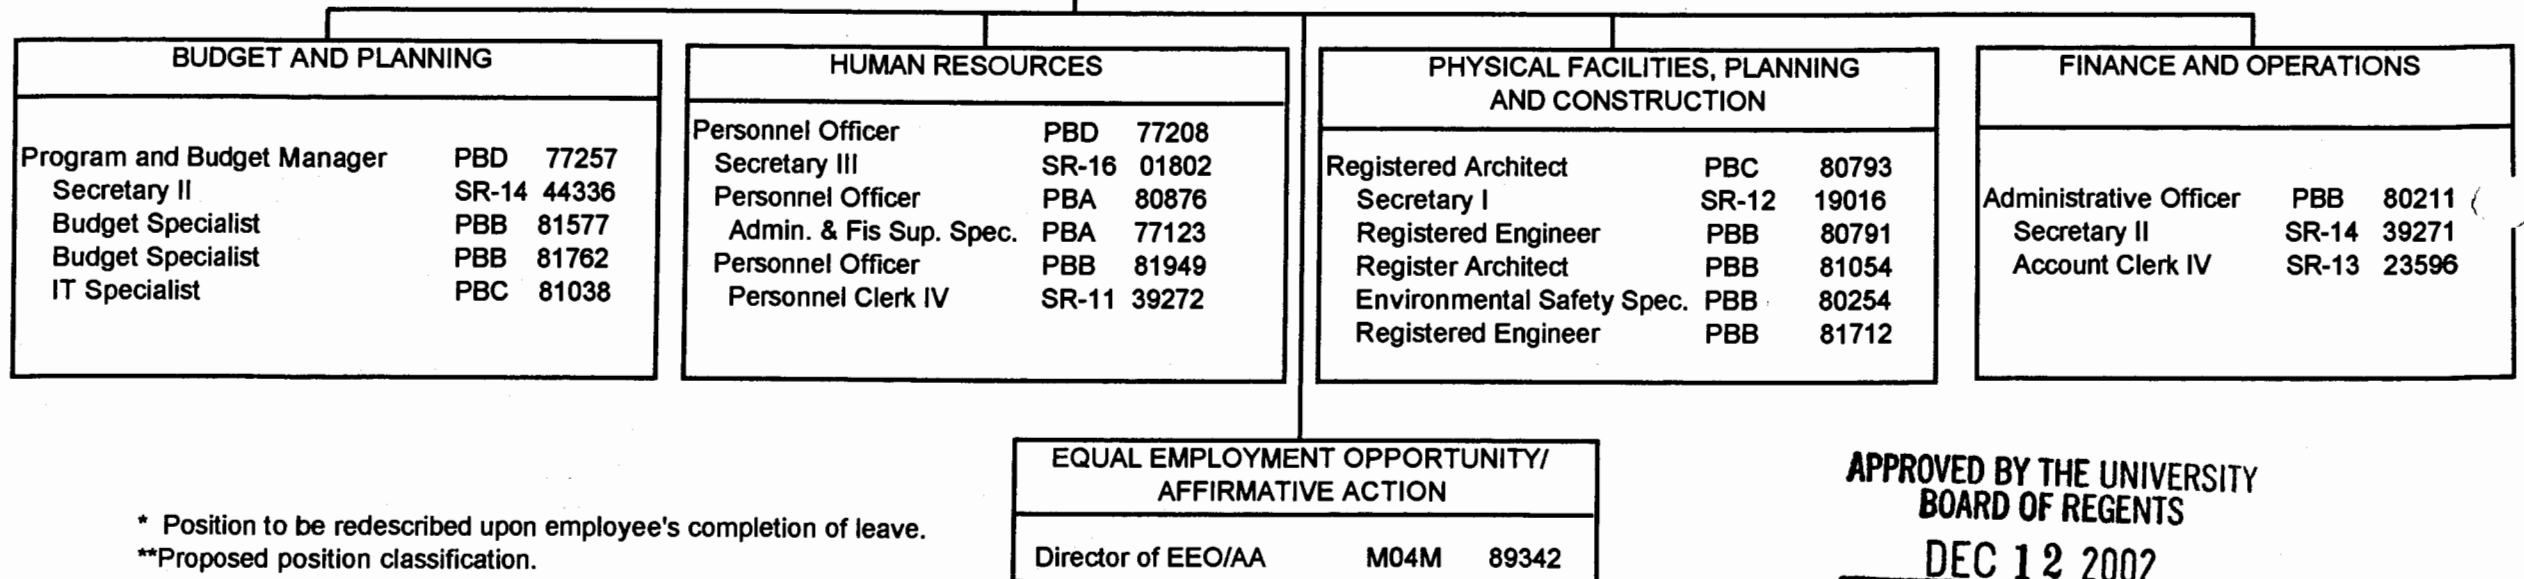 BUDGET AND PLANNING
Program and Budget Manager PBD 77257
Secretary II SR-14 44336
Budget Specialist PBB 81577
Budget Specialist PBB 81762
IT Specialist PBC 81038
HUMAN RESOURCES
Personnel Officer PBD 77208
Secretary III SR-16 01802
Personnel Officer PBA 80876
Admin. & Fis Sup. Spec. PBA 77123
Personnel Officer PBB 81949
Personnel Clerk IV SR-11 39272
PHYSICAL FACILITIES, PLANNING
AND CONSTRUCTION
Registered Architect PBC 80793
Secretary I SR-12 19016
Registered Engineer PBB 80791
Register Architect PBB 81054
Environmental Safety Spec. PBB 80254
Registered Engineer PBB 81712
FINANCE AND OPERATIONS
Administrative Officer PBB 80211
Secretary II SR-14 39271
Account Clerk IV SR-13 23596
EQUAL EMPLOYMENT OPPORTUNITY/
AFFIRMATIVE ACTION
Director of EEO/AA M04M 89342
* Position to be redescribed upon employee's completion of leave.
**Proposed position classification.
APPROVED BY THE UNIVERSITY
BOARD OF REGENTS
DEC 12 2002